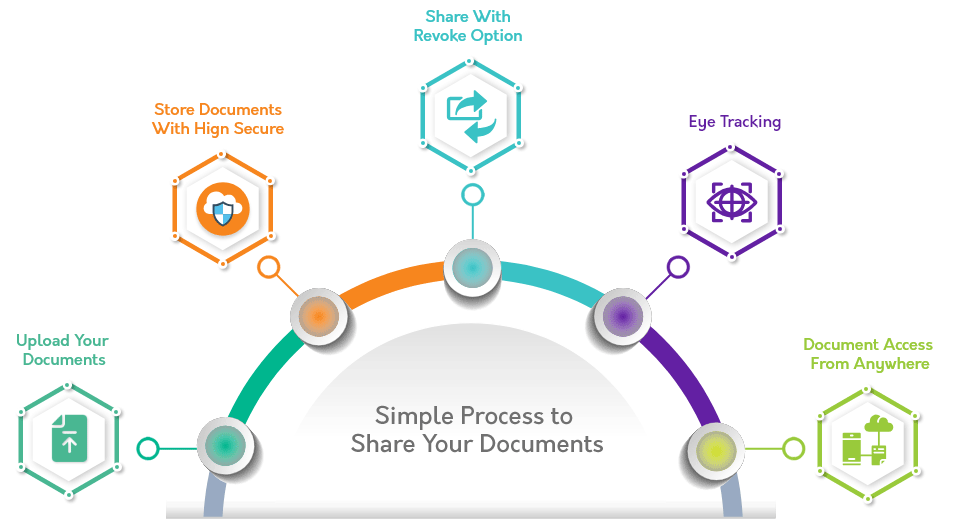 Share With
Revoke Option
Store Documents
With Hign Secure
Eye Tracking
Upload Your
Documents
Document Access
From Anywhere
Simple Process to
Share Your Documents